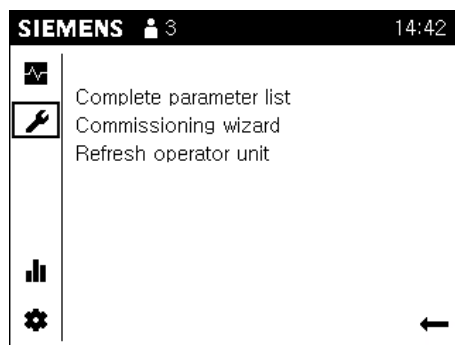 SIEMENS 3 14:42
Complete parameter list
Commissioning wizard
Refresh operator unit